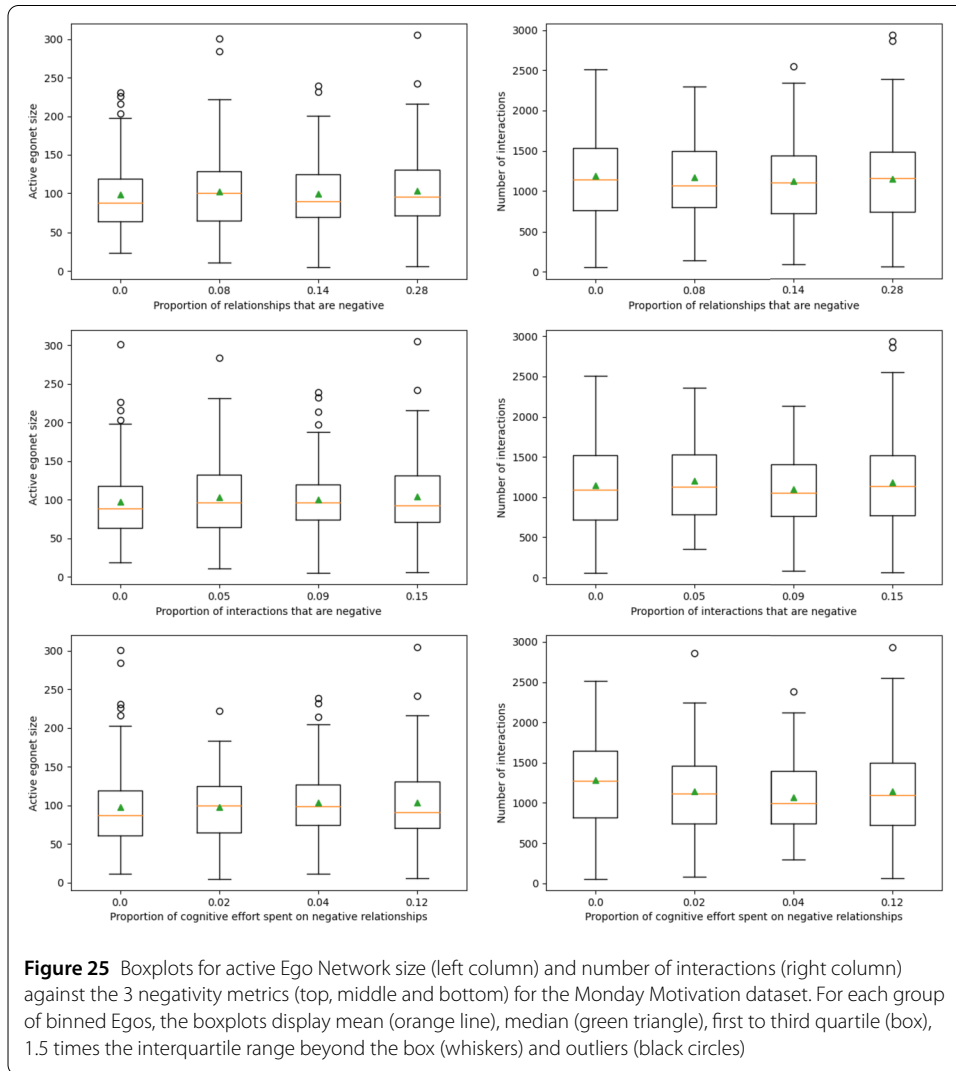 300
250
200
150
100
50
0
Active egonet size
0.0 0.08 0.14 0.28
Proportion of relationships that are negative
3000
2500
2000
1500
1000
500
0
Number of interactions
0.0 0.08 0.14 0.28
Proportion of relationships that are negative
300
250
200
150
100
50
0
Active egonet size
0.0 0.05 0.09 0.15
Proportion of interactions that are negative
3000
2500
2000
1500
1000
500
0
Number of interactions
0.0 0.05 0.09 0.15
Proportion of interactions that are negative
300
250
200
150
100
50
0
Active egonet size
0.0 0.02 0.04 0.12
Proportion of cognitive effort spent on negative relationships
3000
2500
2000
1500
1000
500
0
Number of interactions
0.0 0.02 0.04 0.12
Proportion of cognitive effort spent on negative relationships
Figure 25 Boxplots for active Ego Network size (left column) and number of interactions (right column)
against the 3 negativity metrics (top, middle and bottom) for the Monday Motivation dataset. For each group
of binned Egos, the boxplots display mean (orange line), median (green triangle), first to third quartile (box),
1.5 times the interquartile range beyond the box (whiskers) and outliers (black circles)